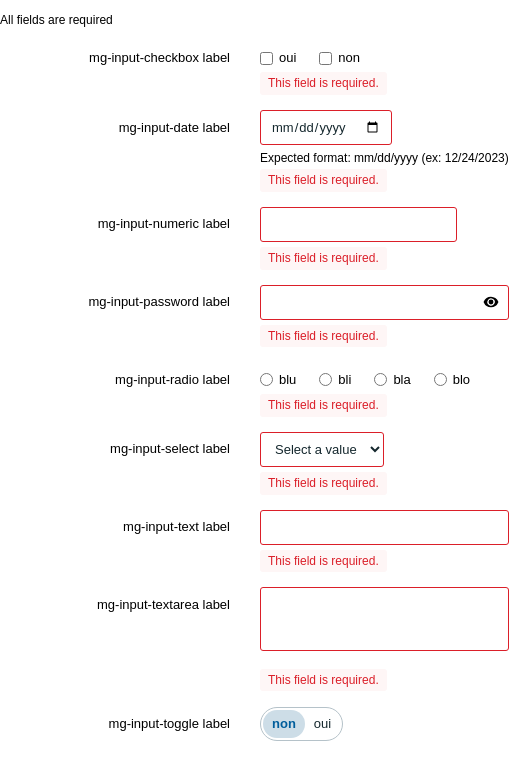 All fields are required
mg-input-checkbox label oui non
This field is required.
mg-input-date label mm/dd/yyyy
Expected format: mm/dd/yyyy (ex: 12/24/2023)
This field is required.
mg-input-numeric label
This field is required.
mg-input-password label
This field is required.
mg-input-radio label blu bli bla blo
This field is required.
mg-input-select label Select a value
This field is required.
mg-input-text label
This field is required.
mg-input-textarea label
This field is required.
mg-input-toggle label non oui